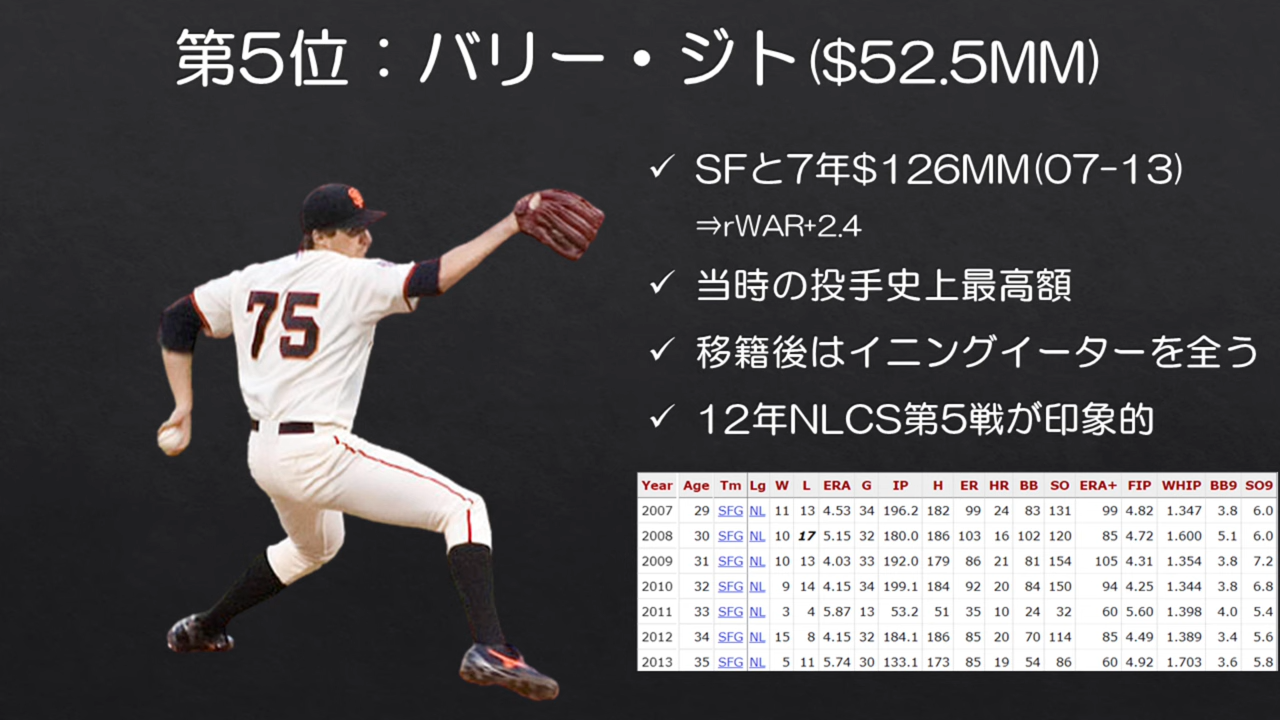 第5位：バリー・ジト($52.5MM)
✓ SFと7年$126MM(07-13)
⇒rWAR+2.4
✓ 当時の投手史上最高額
✓ 移籍後はイニングイーターを全う
✓ 12年NLCS第5戦が印象的
SF
75
Year Age Tm Lg W L ERA G IP H ER HR BB SO ERA+ FIP WHIP BB9 SO9
2007 29 SFG NL 11 13 4.53 34 196.2 182 99 24 83 131 99 4.82 1.347 3.8 6.0
2008 30 SFG NL 10 17 5.15 32 180.0 186 103 16 102 120 85 4.72 1.600 5.1 6.0
2009 31 SFG NL 10 13 4.03 33 192.0 179 86 21 81 154 105 4.31 1.354 3.8 7.2
2010 32 SFG NL 9 14 4.15 34 199.1 184 92 20 84 150 94 4.25 1.344 3.8 6.8
2011 33 SFG NL 3 4 5.87 13 53.2 51 35 10 24 32 60 5.60 1.398 4.0 5.4
2012 34 SFG NL 15 8 4.15 32 184.1 186 85 20 70 114 85 4.49 1.389 3.4 5.6
2013 35 SFG NL 5 11 5.74 30 133.1 173 85 19 54 86 60 4.92 1.703 3.6 5.8